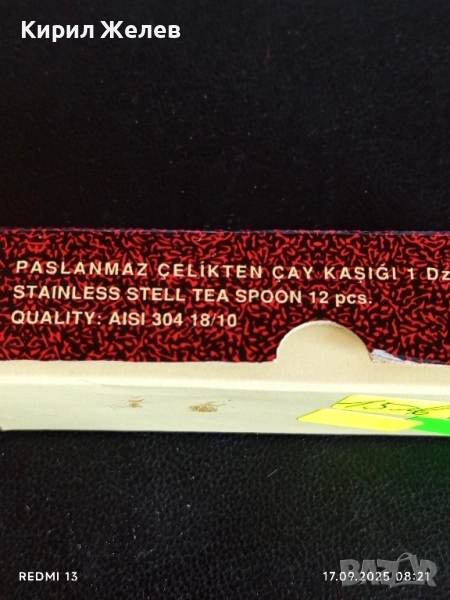 Кирил Желев
PASLANMAZ ÇELİKTEN ÇAY KAŞIĞI 1 Dz
STAINLESS STELL TEA SPOON 12 pcs.
QUALITY: AISI 304 18/10
REDMI 13
17.09.2025 08:21
BAZAR